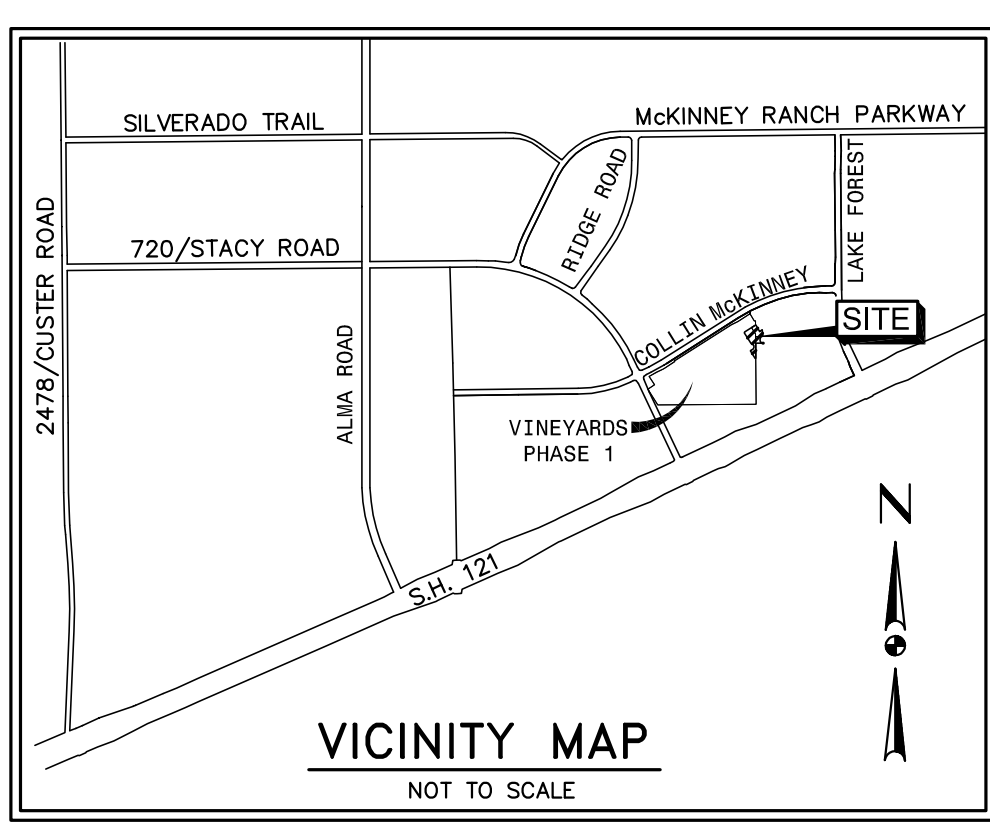 SILVERADO TRAIL
McKINNEY RANCH PARKWAY
RIDGE ROAD
LAKE FOREST
2478/CUSTER ROAD
720/STACY ROAD
COLLIN McKINNEY
SITE
ALMA ROAD
VINEYARDS
PHASE 1
N
S.H. 121
VICINITY MAP
NOT TO SCALE